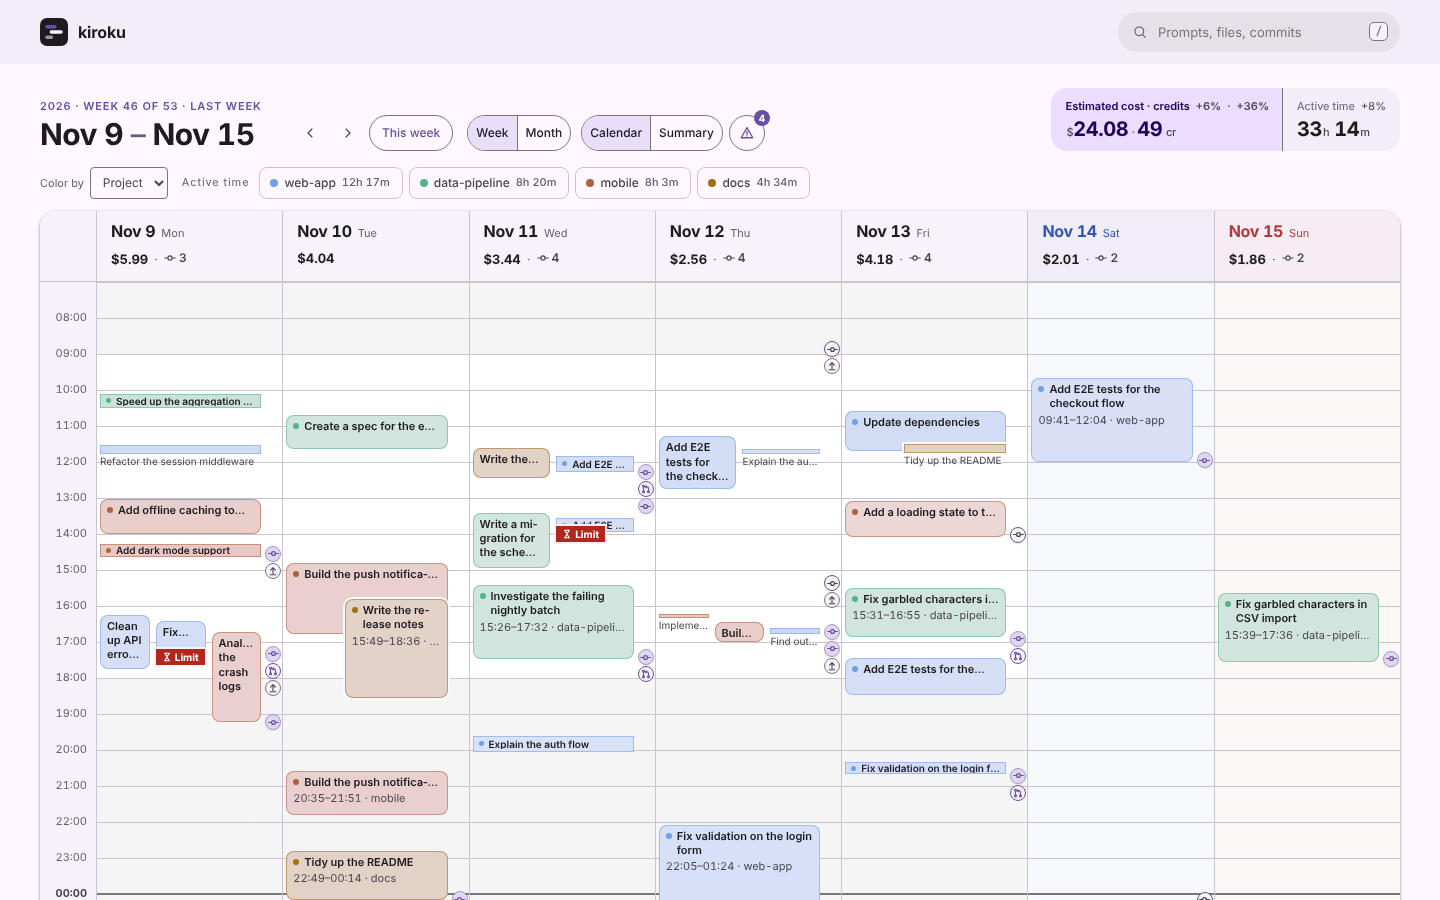 kiroku
Prompts, files, commits
/
2026 · WEEK 46 OF 53 · LAST WEEK
Nov 9 – Nov 15
This week
Week
Month
Calendar
Summary
4
Estimated cost · credits +6% · +36%
$24.08 · 49 cr
Active time +8%
33h 14m
Color by
Project
Active time
web-app 12h 17m
data-pipeline 8h 20m
mobile 8h 3m
docs 4h 34m
Nov 9 Mon
$5.99 · 3
Nov 10 Tue
$4.04
Nov 11 Wed
$3.44 · 4
Nov 12 Thu
$2.56 · 4
Nov 13 Fri
$4.18 · 4
Nov 14 Sat
$2.01 · 2
Nov 15 Sun
$1.86 · 2
08:00
09:00
10:00
11:00
12:00
13:00
14:00
15:00
16:00
17:00
18:00
19:00
20:00
21:00
22:00
23:00
00:00
Speed up the aggregation ...
Refactor the session middleware
Add offline caching to...
Add dark mode support
Clean
up API
erro...
Fix...
Limit
Anal...
the
crash
logs
Create a spec for the e...
Build the push notifica-...
Write the re-
lease notes
15:49–18:36 · ...
Build the push notifica-...
20:35–21:51 · mobile
Tidy up the README
22:49–00:14 · docs
Write the...
Add E2E ...
Write a mi-
gration for
the sche...
Add E2E ...
Limit
Investigate the failing
nightly batch
15:26–17:32 · data-pipeli...
Explain the auth flow
Add E2E
tests for
the check...
Explain the au...
Impleme...
Buil...
Find out...
Fix validation on the login
form
22:05–01:24 · web-app
Update dependencies
Tidy up the README
Add a loading state to t...
Fix garbled characters i...
15:31–16:55 · data-pipeli...
Add E2E tests for the...
Fix validation on the login f...
Add E2E tests for the
checkout flow
09:41–12:04 · web-app
Fix garbled characters in
CSV import
15:39–17:36 · data-pipeli...